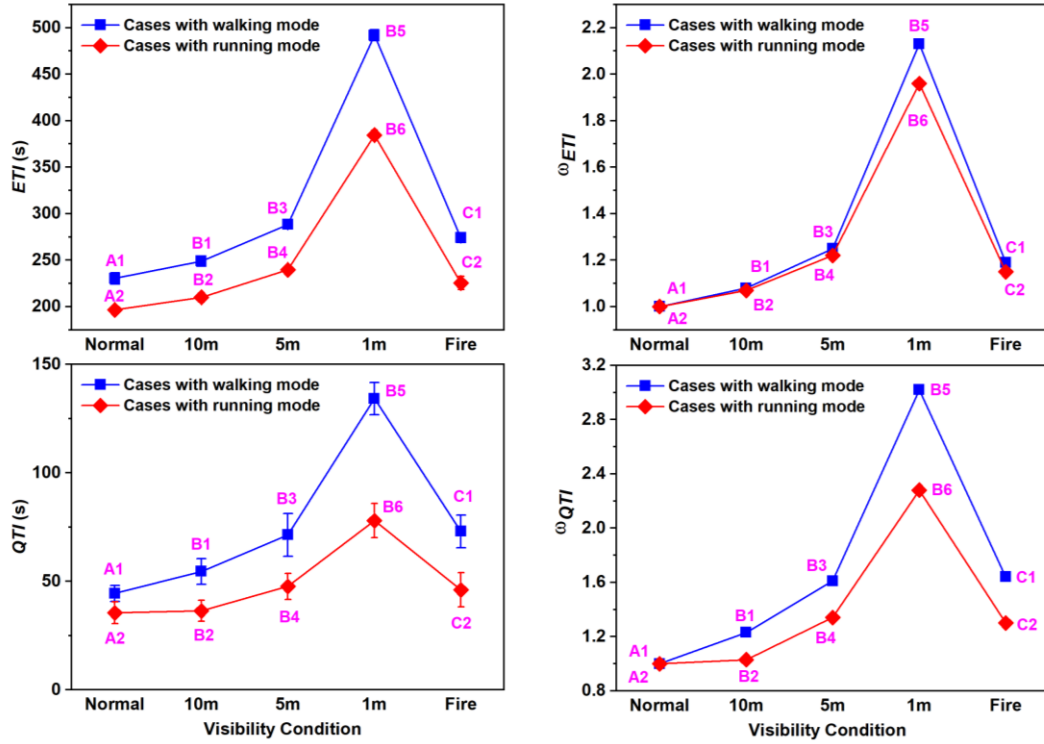 Cases with walking mode
Cases with running mode
500
450
400
350
300
250
200
ETI (s)
B5
B6
B3
B4
B1
B2
A1
A2
C1
C2
Normal 10m 5m 1m Fire
Cases with walking mode
Cases with running mode
2.2
2.0
1.8
1.6
1.4
1.2
1.0
ωETI
B5
B6
B3
B4
B1
B2
A1
A2
C1
C2
Normal 10m 5m 1m Fire
Cases with walking mode
Cases with running mode
150
100
50
0
QTI (s)
B5
B6
B3
B4
B1
B2
A1
A2
C1
C2
Normal 10m 5m 1m Fire
Visibility Condition
Cases with walking mode
Cases with running mode
3.2
2.8
2.4
2.0
1.6
1.2
0.8
ωQTI
B5
B6
B3
B4
B1
B2
A1
A2
C1
C2
Normal 10m 5m 1m Fire
Visibility Condition